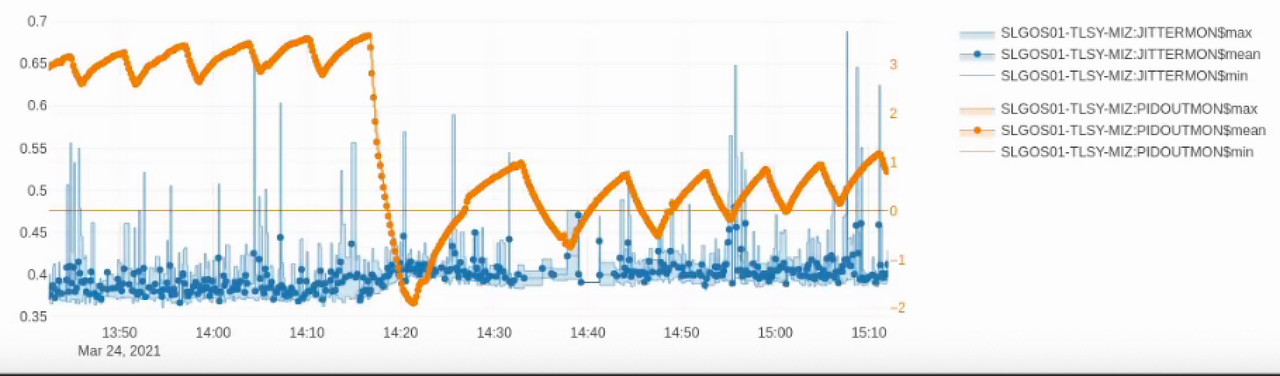 0.7
0.65
0.6
0.55
0.5
0.45
0.4
0.35
3
2
1
0
−1
−2
13:50 14:00 14:10 14:20 14:30 14:40 14:50 15:00 15:10
Mar 24, 2021
SLGOS01-TLSY-MIZ:JITTERMON$max
SLGOS01-TLSY-MIZ:JITTERMON$mean
SLGOS01-TLSY-MIZ:JITTERMON$min
SLGOS01-TLSY-MIZ:PIDOUTMON$max
SLGOS01-TLSY-MIZ:PIDOUTMON$mean
SLGOS01-TLSY-MIZ:PIDOUTMON$min